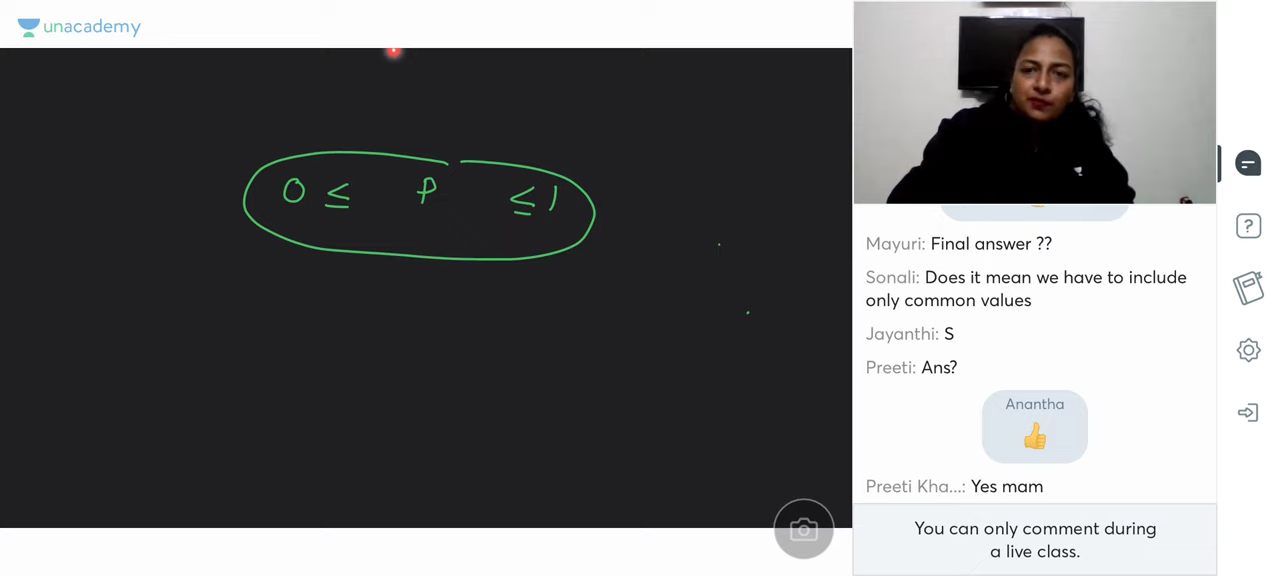 unacademy
0 ≤ P ≤ 1
Mayuri: Final answer ??
Sonali: Does it mean we have to include
only common values
Jayanthi: S
Preeti: Ans?
Anantha
👍
Preeti Kha...: Yes mam
You can only comment during
a live class.
?